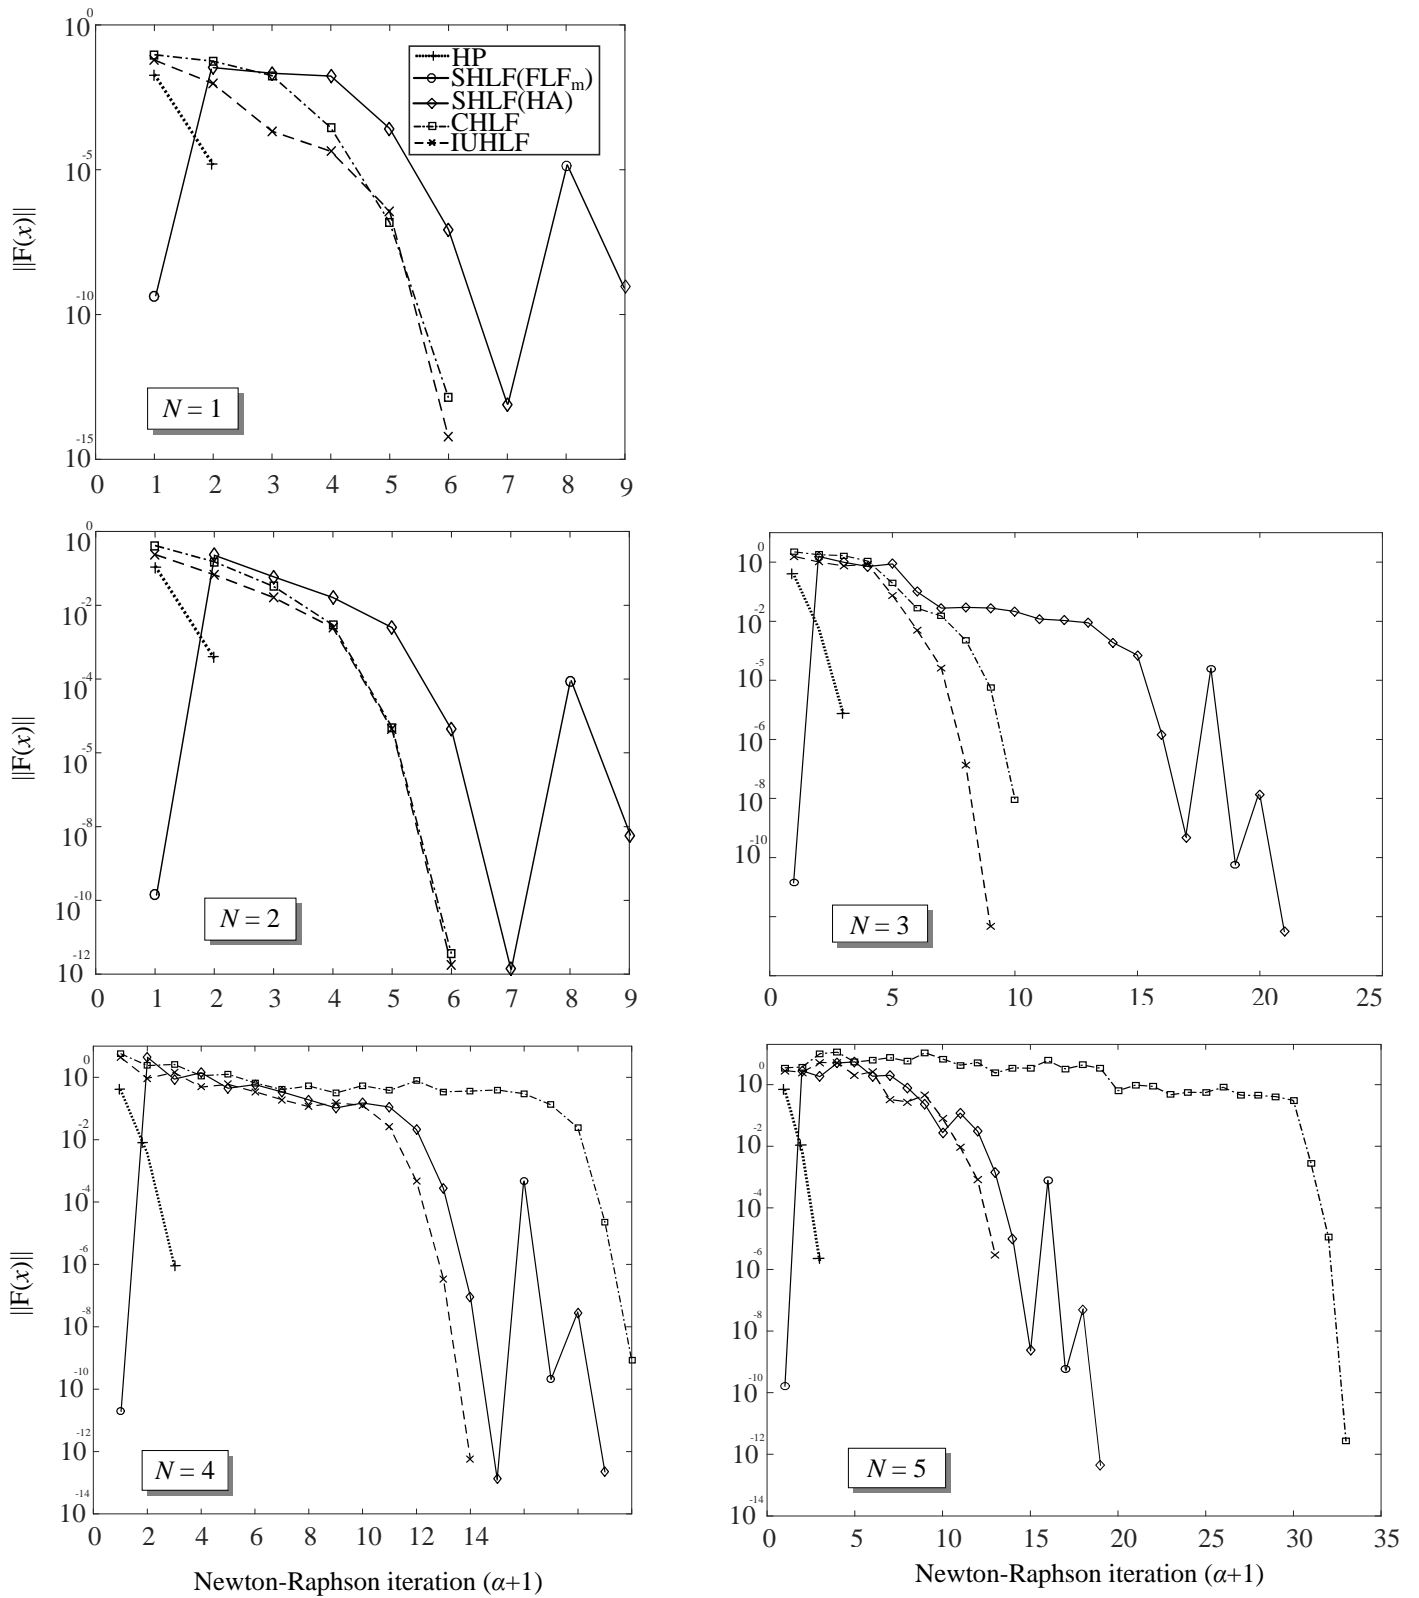 10^0
HP
SHLF(FLF_m)
SHLF(HA)
CHLF
IUHLF
10^-5
||F(x)||
10^-10
N = 1
10^-15
0 1 2 3 4 5 6 7 8 9
10^0
10^-2
10^-4
||F(x)||
10^-5
10^-8
10^-10
N = 2
10^-12
0 1 2 3 4 5 6 7 8 9
10^0
10^-2
10^-5
10^-6
10^-8
10^-10
N = 3
0 5 10 15 20 25
10^0
10^-2
10^-4
10^-6
||F(x)||
10^-8
10^-10
10^-12
N = 4
10^-14
0 2 4 6 8 10 12 14
Newton-Raphson iteration (α+1)
10^0
10^-2
10^-4
10^-6
10^-8
10^-10
10^-12
N = 5
10^-14
0 5 10 15 20 25 30 35
Newton-Raphson iteration (α+1)